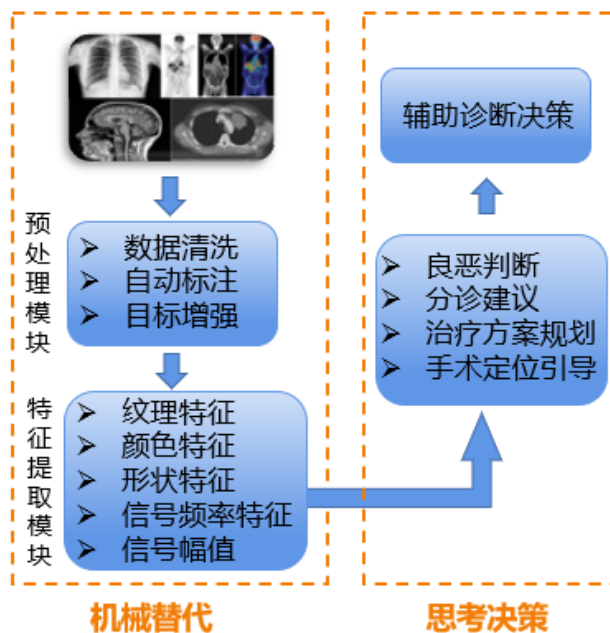 预处理模块
数据清洗
自动标注
目标增强
特征提取模块
纹理特征
颜色特征
形状特征
信号频率特征
信号幅值
机械替代
辅助诊断决策
良恶判断
分诊建议
治疗方案规划
手术定位引导
思考决策